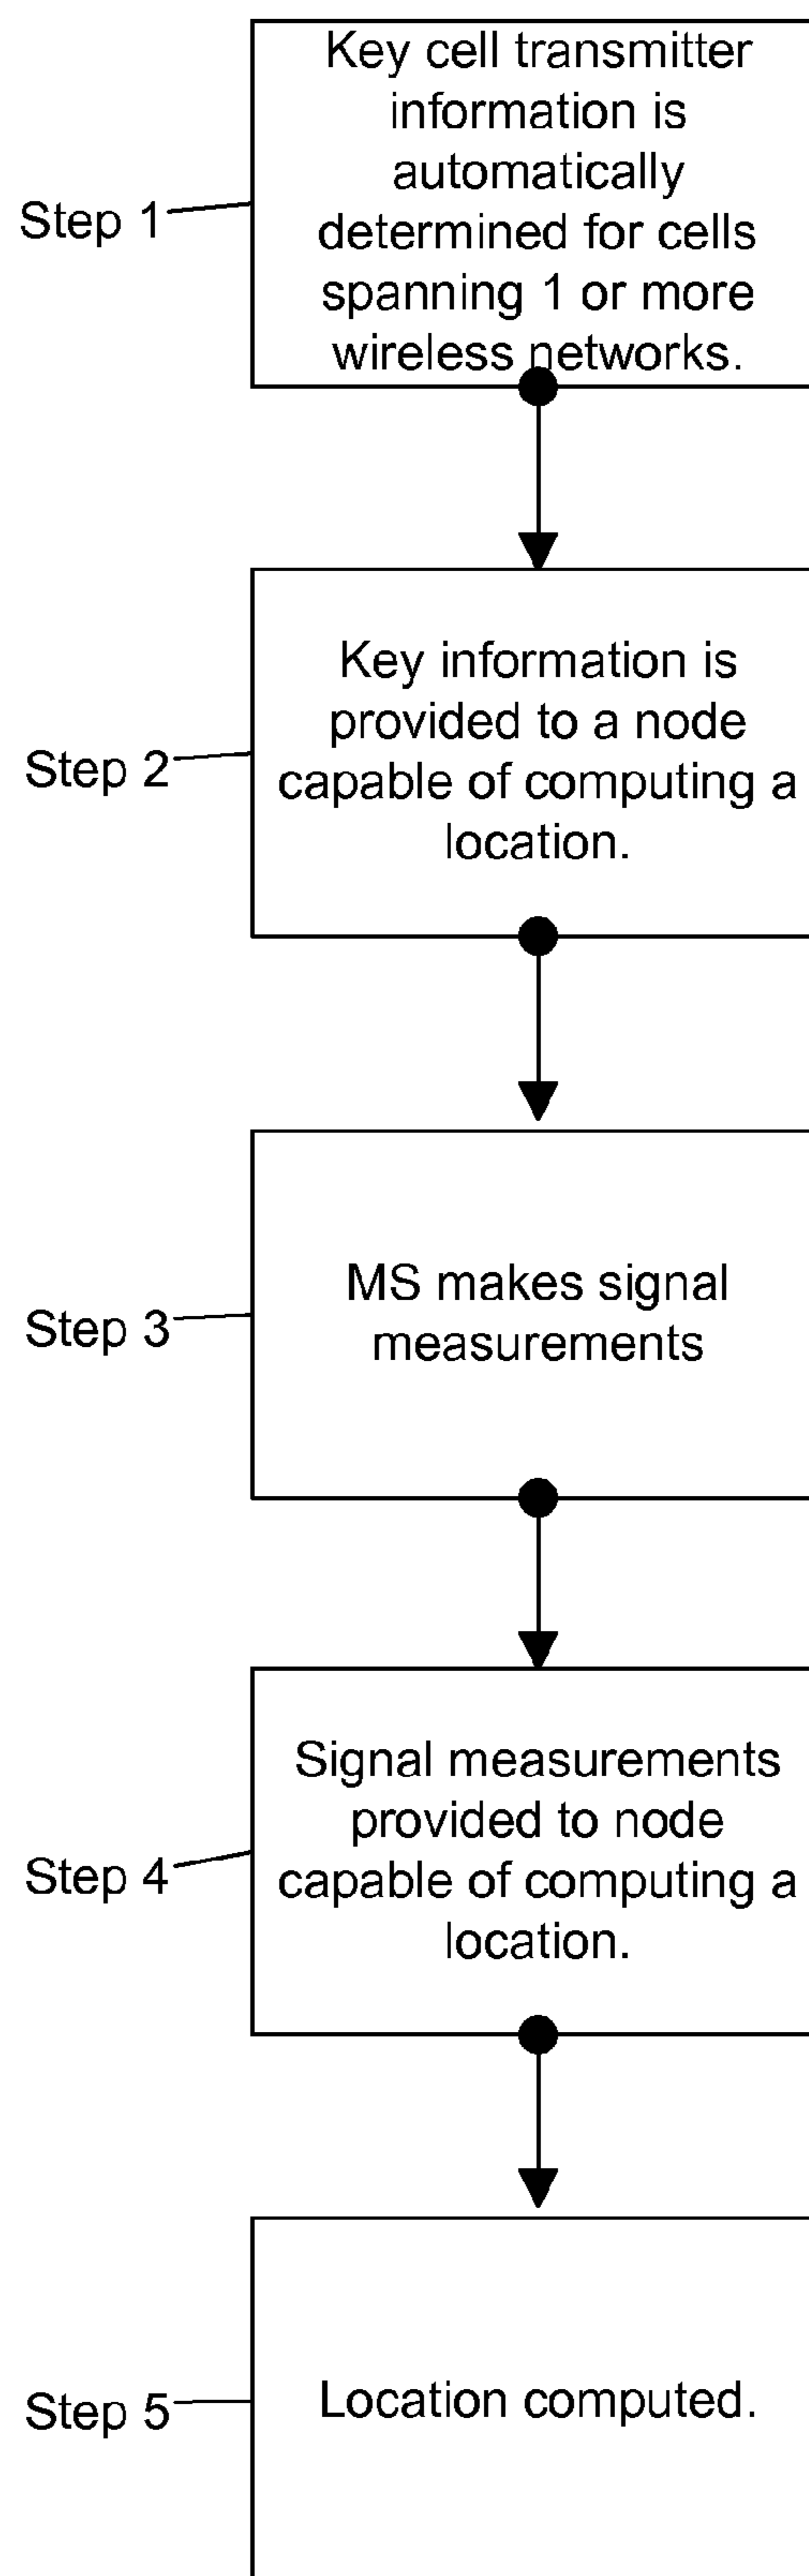 Key cell transmitter
information is
automatically
Step 1
determined for cells
spanning 1 or more
wireless networks.
Key information is
provided to a node
Step 2
capable of computing a
location.
MS makes signal
Step 3
measurements
Signal measurements
provided to node
Step 4
capable of computing a
location.
Step 5
Location computed.